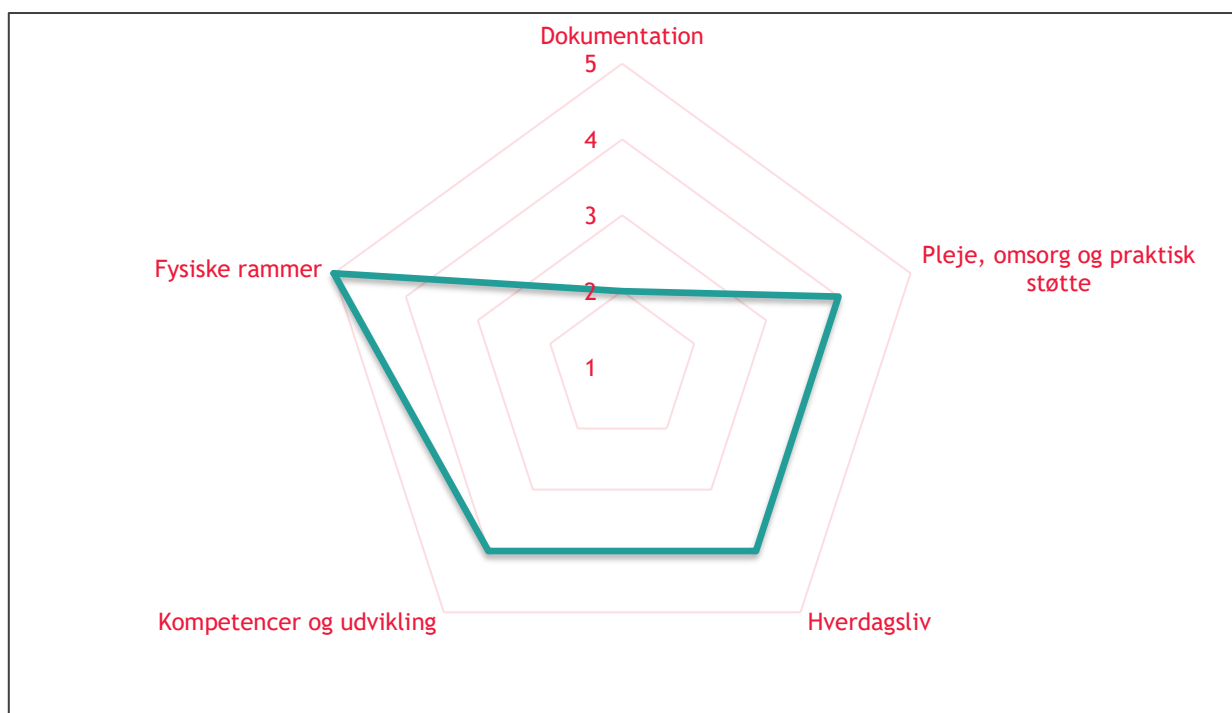 Dokumentation
5
4
3
2
1
Fysiske rammer
Pleje, omsorg og praktisk
støtte
Kompetencer og udvikling
Hverdagsliv